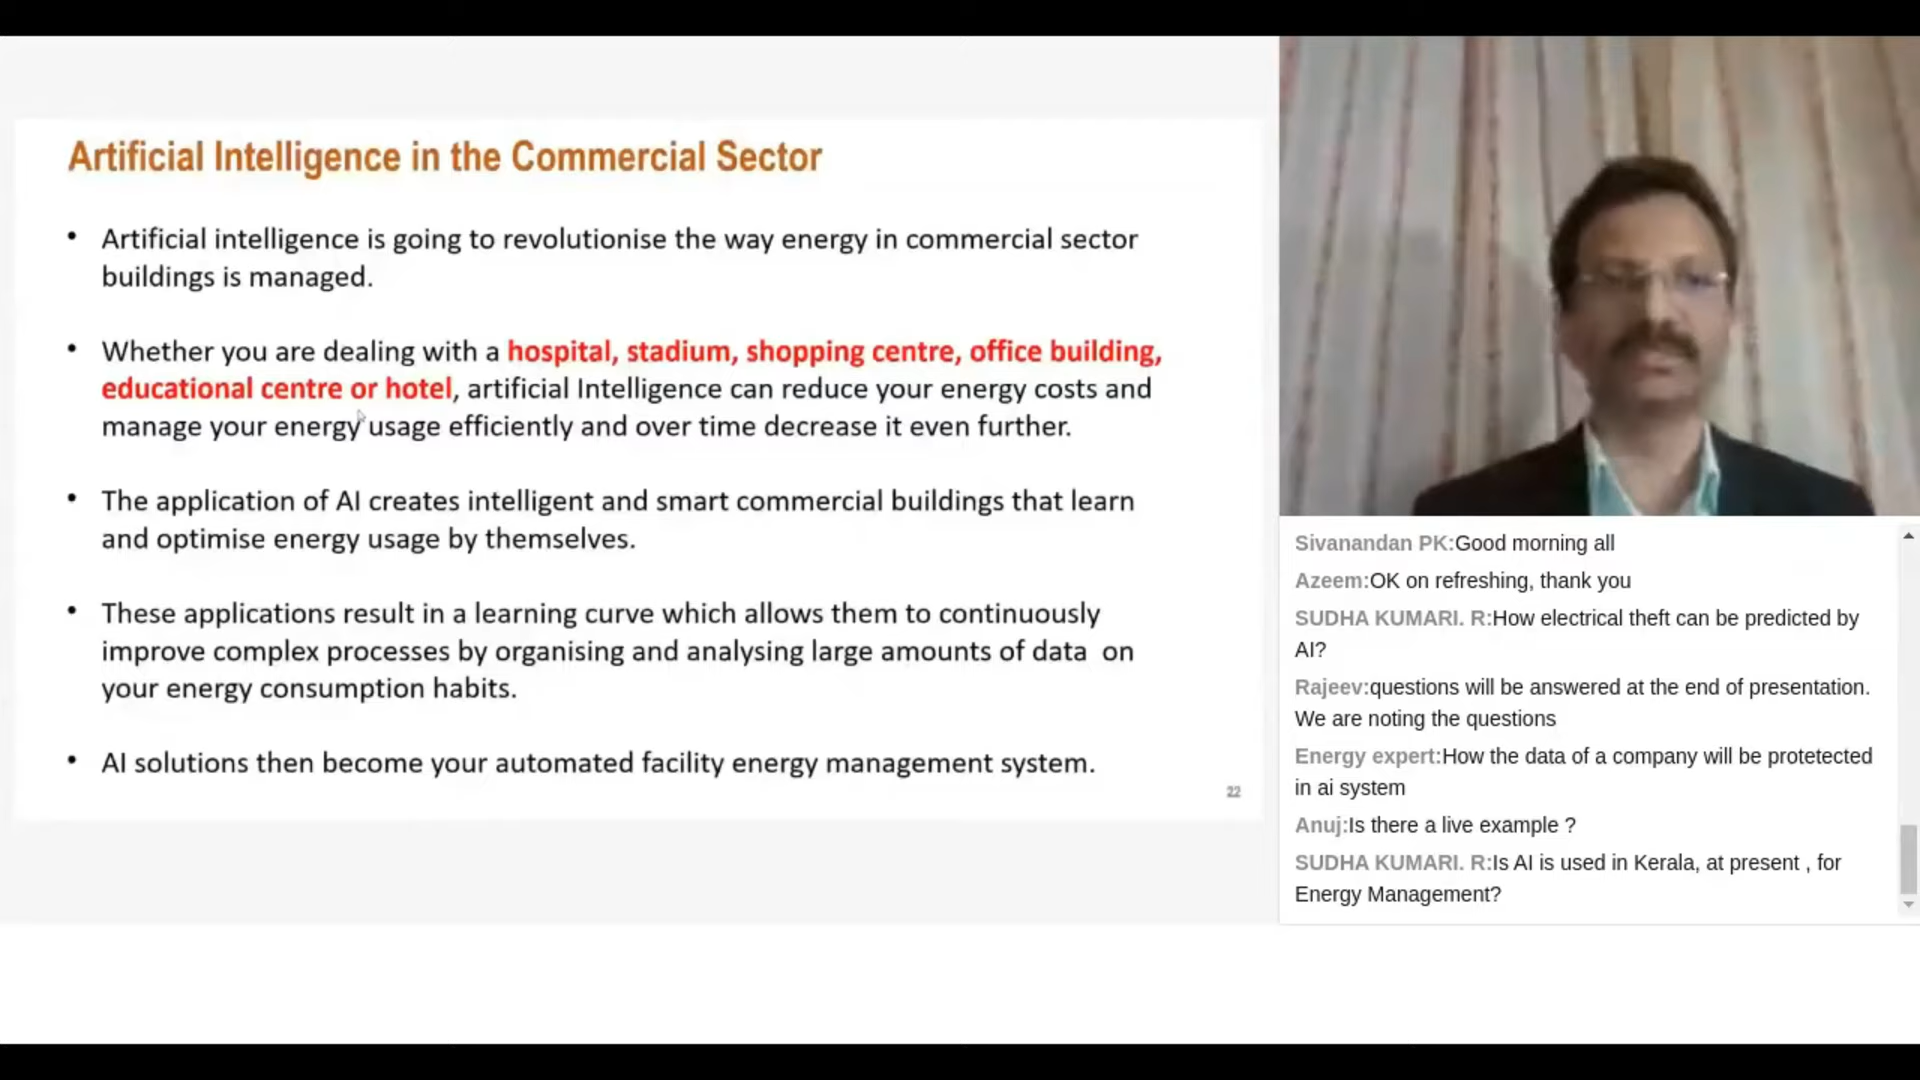 Artificial Intelligence in the Commercial Sector
• Artificial intelligence is going to revolutionise the way energy in commercial sector
buildings is managed.
• Whether you are dealing with a hospital, stadium, shopping centre, office building,
educational centre or hotel, artificial Intelligence can reduce your energy costs and
manage your energy usage efficiently and over time decrease it even further.
• The application of AI creates intelligent and smart commercial buildings that learn
and optimise energy usage by themselves.
• These applications result in a learning curve which allows them to continuously
improve complex processes by organising and analysing large amounts of data on
your energy consumption habits.
• AI solutions then become your automated facility energy management system.
22
Sivanandan PK:Good morning all
Azeem:OK on refreshing, thank you
SUDHA KUMARI. R:How electrical theft can be predicted by
AI?
Rajeev:questions will be answered at the end of presentation.
We are noting the questions
Energy expert:How the data of a company will be protetected
in ai system
Anuj:Is there a live example ?
SUDHA KUMARI. R:Is AI is used in Kerala, at present , for
Energy Management?